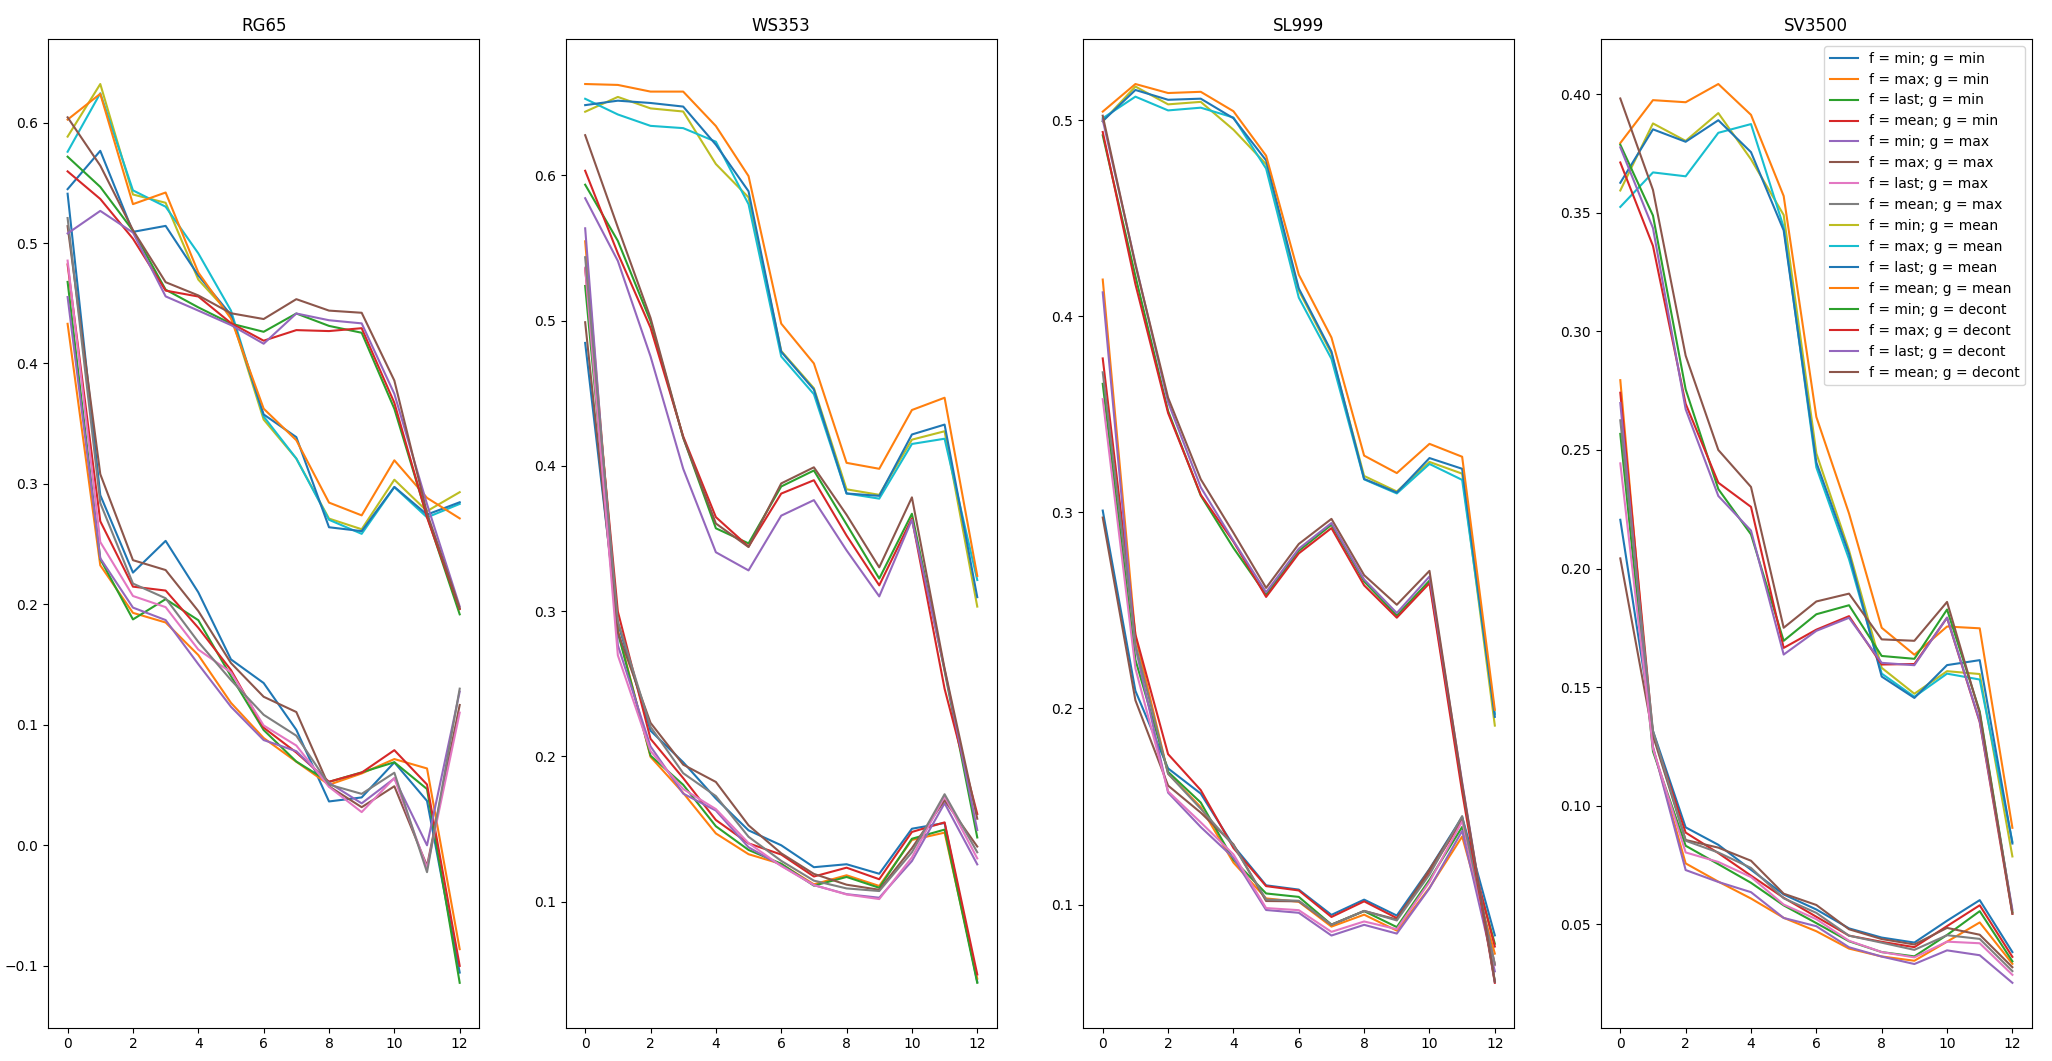 RG65
0.6
0.5
0.4
0.3
0.2
0.1
0.0
−0.1
0 2 4 6 8 10 12
WS353
0.6
0.5
0.4
0.3
0.2
0.1
0 2 4 6 8 10 12
SL999
0.5
0.4
0.3
0.2
0.1
0 2 4 6 8 10 12
SV3500
0.40
0.35
0.30
0.25
0.20
0.15
0.10
0.05
0 2 4 6 8 10 12
f = min; g = min
f = max; g = min
f = last; g = min
f = mean; g = min
f = min; g = max
f = max; g = max
f = last; g = max
f = mean; g = max
f = min; g = mean
f = max; g = mean
f = last; g = mean
f = mean; g = mean
f = min; g = decont
f = max; g = decont
f = last; g = decont
f = mean; g = decont